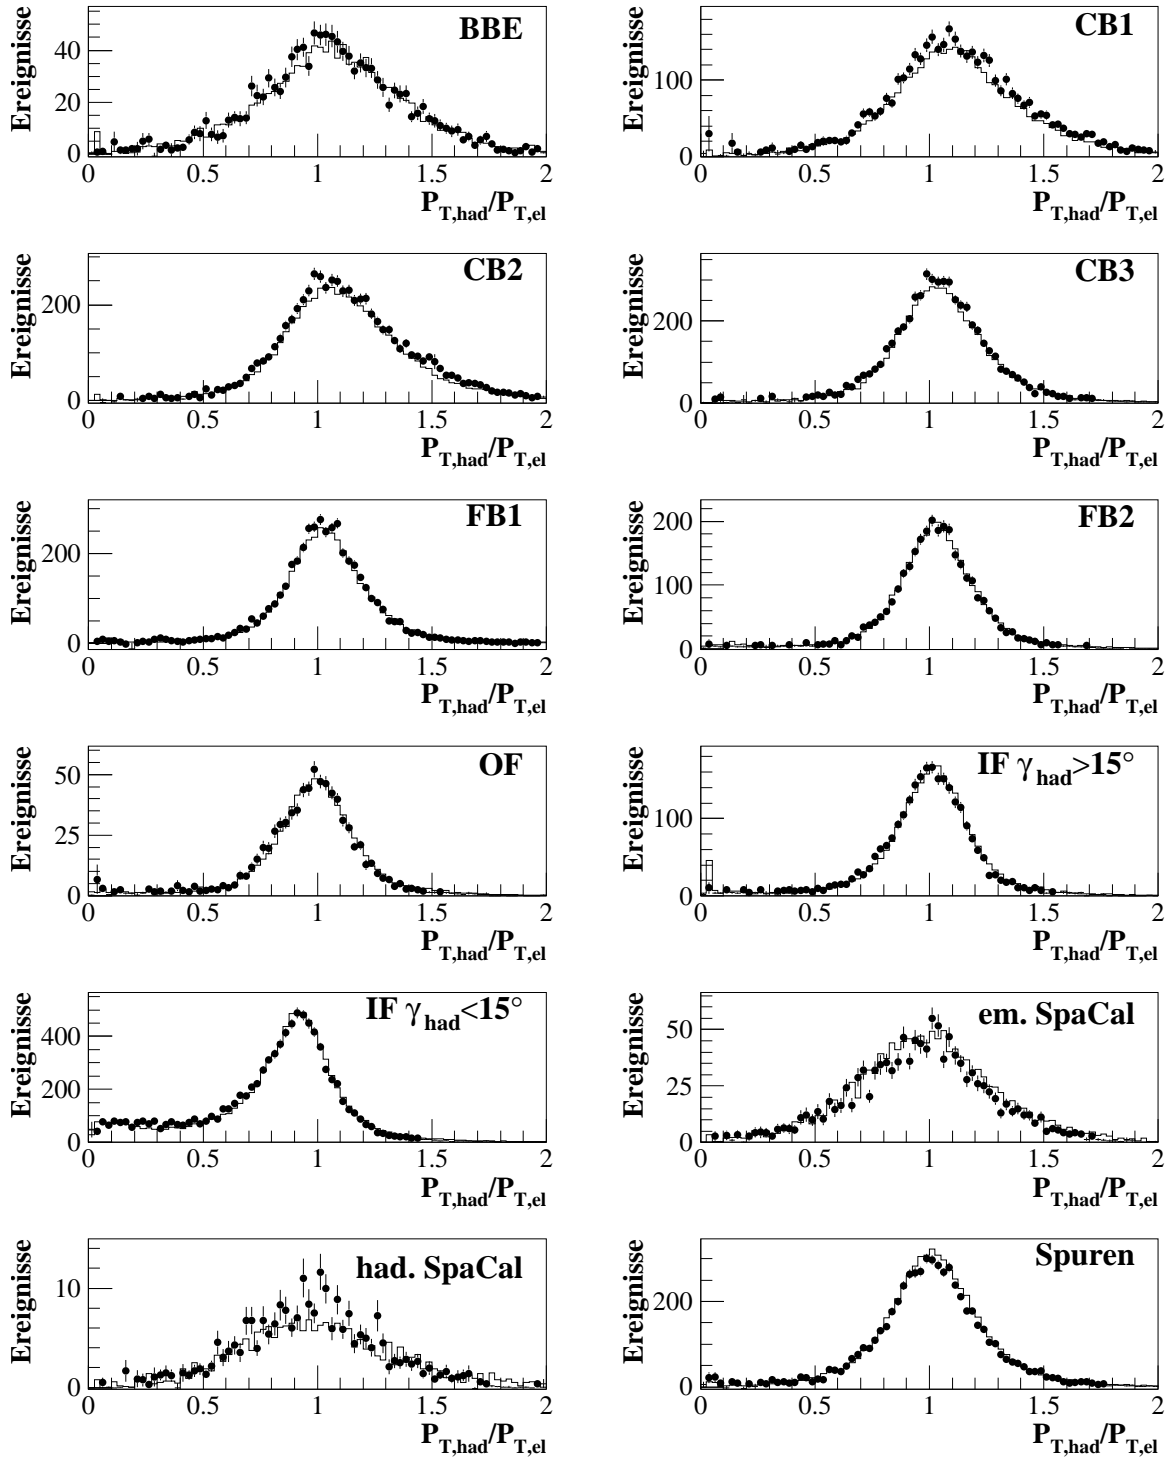 Ereignisse
BBE
40
20
0
0 0.5 1 1.5 2
P_T,had/P_T,el
Ereignisse
CB1
100
0
0 0.5 1 1.5 2
P_T,had/P_T,el
Ereignisse
CB2
200
0
0 0.5 1 1.5 2
P_T,had/P_T,el
Ereignisse
CB3
200
0
0 0.5 1 1.5 2
P_T,had/P_T,el
Ereignisse
FB1
200
0
0 0.5 1 1.5 2
P_T,had/P_T,el
Ereignisse
FB2
200
100
0
0 0.5 1 1.5 2
P_T,had/P_T,el
Ereignisse
OF
50
25
0
0 0.5 1 1.5 2
P_T,had/P_T,el
Ereignisse
IF γ_had>15°
100
0
0 0.5 1 1.5 2
P_T,had/P_T,el
Ereignisse
IF γ_had<15°
400
200
0
0 0.5 1 1.5 2
P_T,had/P_T,el
Ereignisse
em. SpaCal
50
25
0
0 0.5 1 1.5 2
P_T,had/P_T,el
Ereignisse
had. SpaCal
10
0
0 0.5 1 1.5 2
P_T,had/P_T,el
Ereignisse
Spuren
200
0
0 0.5 1 1.5 2
P_T,had/P_T,el